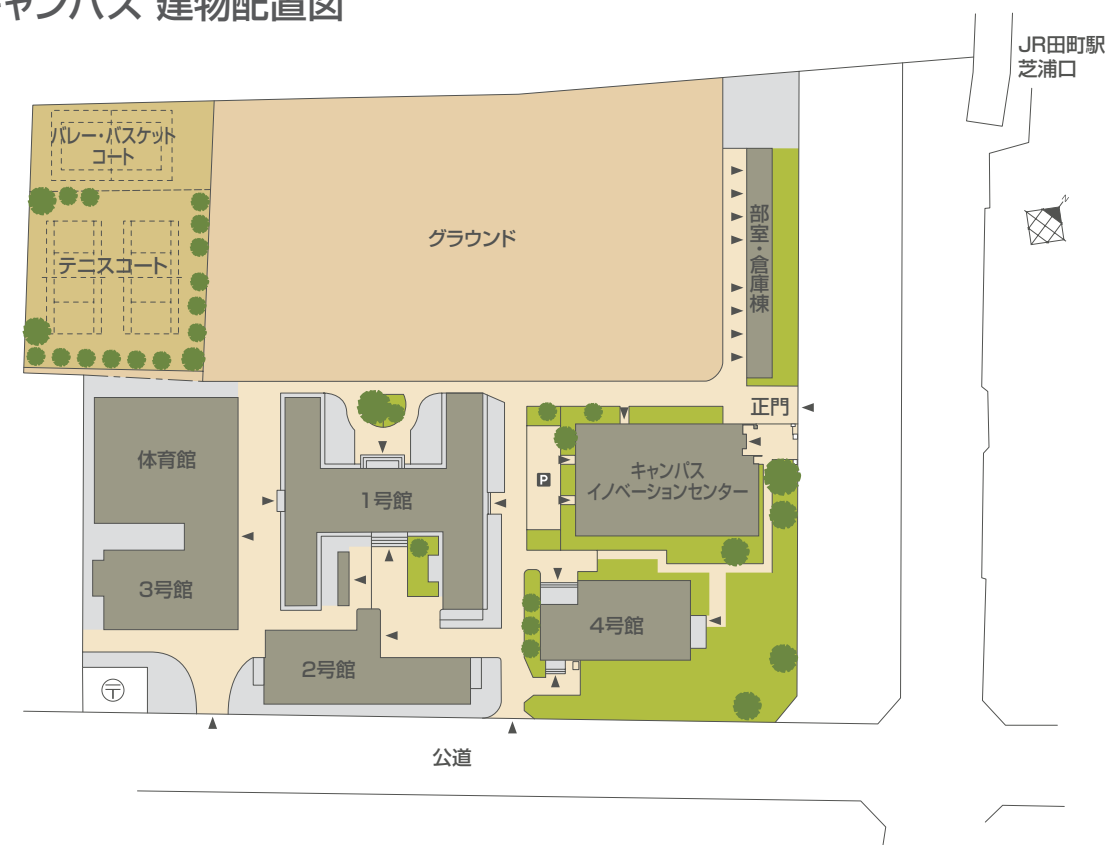 キャンパス 建物配置図
JR田町駅
芝浦口
N
バレー・バスケット
コート
グラウンド
テニスコート
部室・倉庫棟
正門
体育館
1号館
P
キャンパス
イノベーションセンター
3号館
4号館
2号館
〒
公道